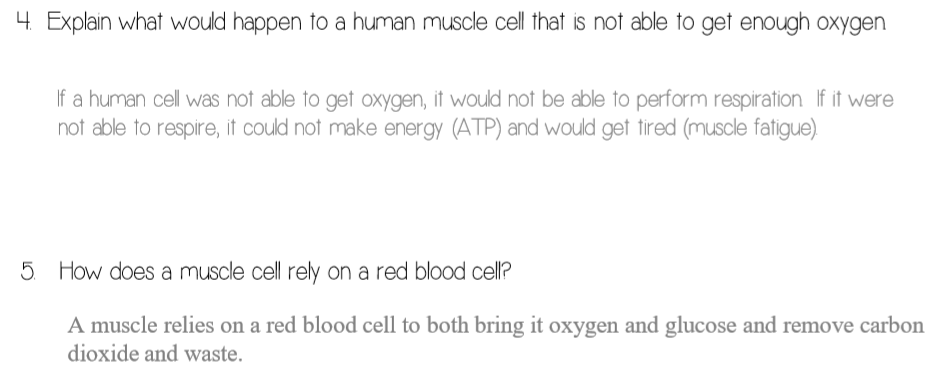 4. Explain what would happen to a human muscle cell that is not able to get enough oxygen
If a human cell was not able to get oxygen, it would not be able to perform respiration. If it were
not able to respire, it could not make energy (ATP) and would get tired (muscle fatigue).
5. How does a muscle cell rely on a red blood cell?
A muscle relies on a red blood cell to both bring it oxygen and glucose and remove carbon
dioxide and waste.